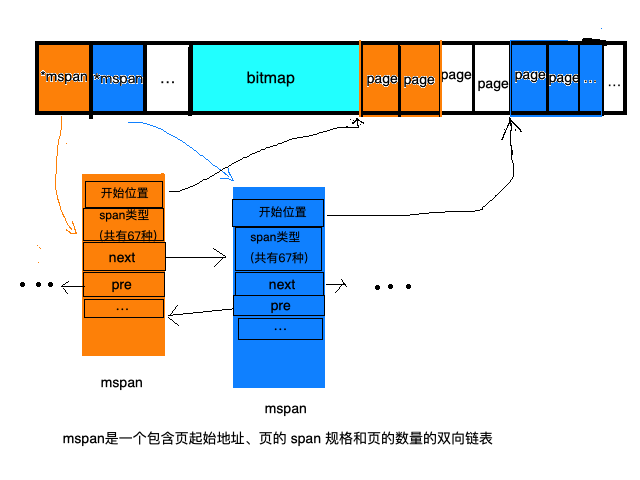 *mspan *mspan ... bitmap page page page page page page ... ...
开始位置
span类型
(共有67种)
next
pre
...
mspan
开始位置
span类型
(共有67种)
next
pre
...
mspan
mspan是一个包含页起始地址、页的 span 规格和页的数量的双向链表